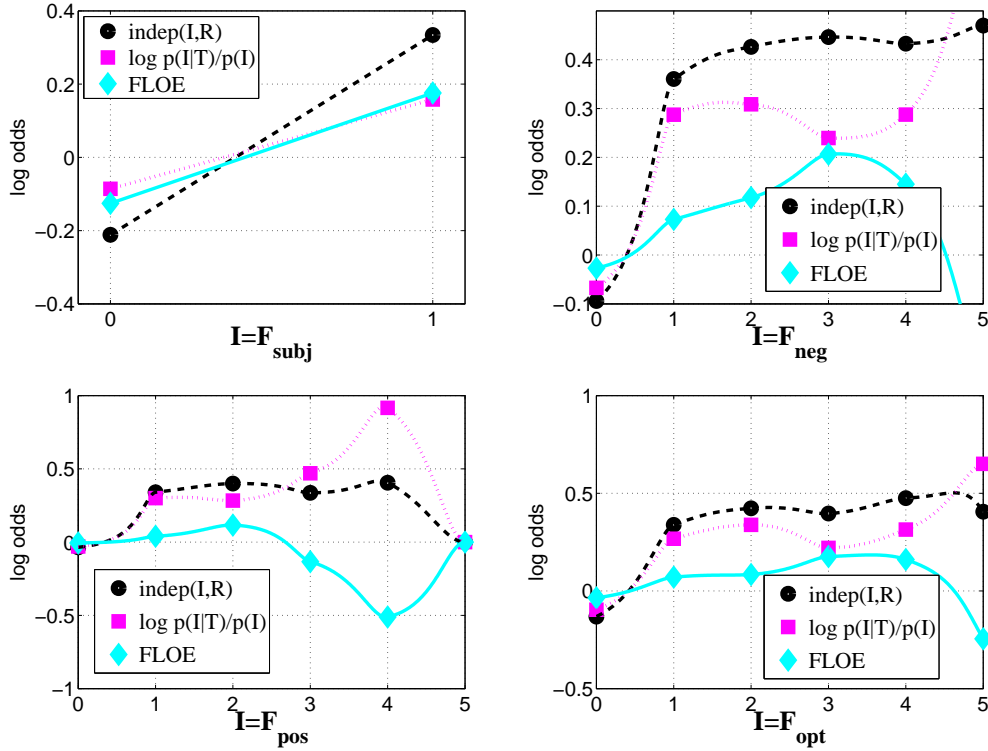 0.4
0.2
0
−0.2
−0.4
log odds
indep(I,R)
log p(I|T)/p(I)
FLOE
0 1
I=F_subj
0.4
0.3
0.2
0.1
0
−0.1
log odds
indep(I,R)
log p(I|T)/p(I)
FLOE
0 1 2 3 4 5
I=F_neg
1
0.5
0
−0.5
−1
log odds
indep(I,R)
log p(I|T)/p(I)
FLOE
0 1 2 3 4 5
I=F_pos
1
0.5
0
−0.5
log odds
indep(I,R)
log p(I|T)/p(I)
FLOE
0 1 2 3 4 5
I=F_opt